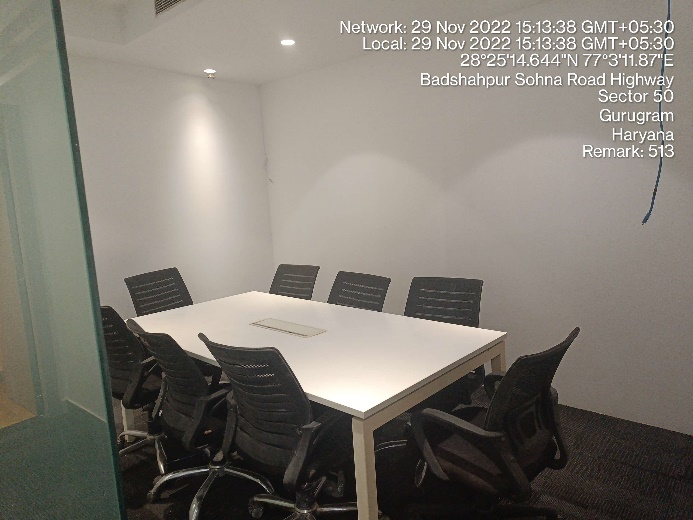 Network: 29 Nov 2022 15:13:38 GMT+05:30
Local: 29 Nov 2022 15:13:38 GMT+05:30
28°25'14.644"N 77°3'11.87"E
Badshahpur Sohna Road Highway
Sector 50
Gurugram
Haryana
Remark: 513